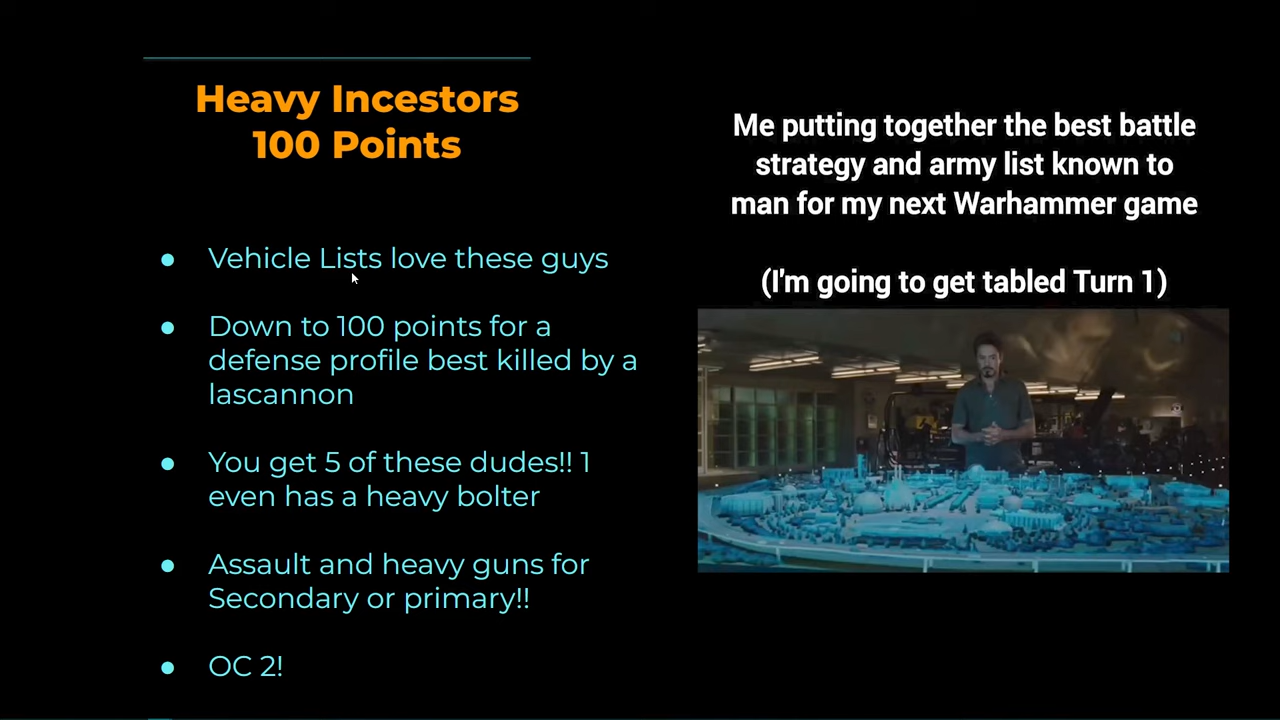 Heavy Incestors
100 Points
● Vehicle Lists love these guys
● Down to 100 points for a
defense profile best killed by a
lascannon
● You get 5 of these dudes!! 1
even has a heavy bolter
● Assault and heavy guns for
Secondary or primary!!
● OC 2!
Me putting together the best battle
strategy and army list known to
man for my next Warhammer game
(I'm going to get tabled Turn 1)